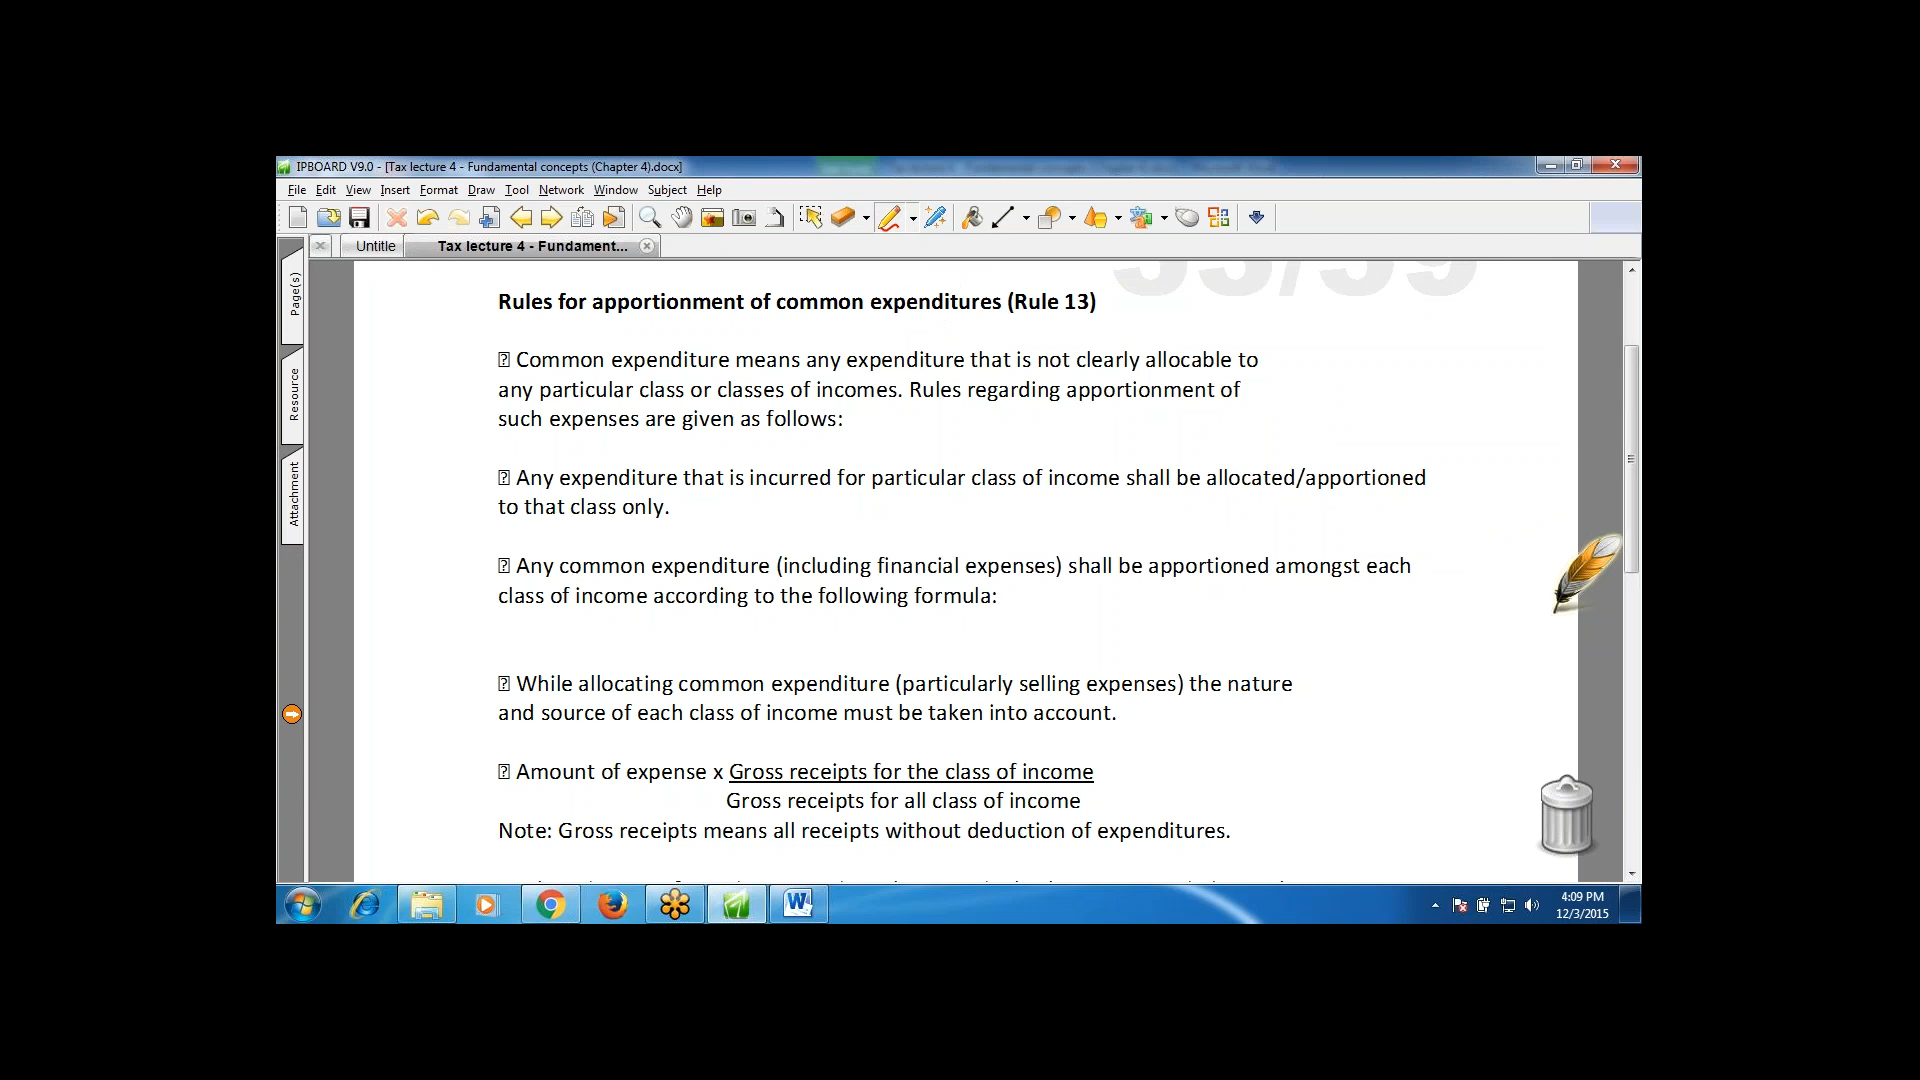 IPBOARD V9.0 - [Tax lecture 4 - Fundamental concepts (Chapter 4).docx]
File Edit View Insert Format Draw Tool Network Window Subject Help
Untitle Tax lecture 4 - Fundament...
Page(s)
Resource
Attachment
Rules for apportionment of common expenditures (Rule 13)
Common expenditure means any expenditure that is not clearly allocable to
any particular class or classes of incomes. Rules regarding apportionment of
such expenses are given as follows:
Any expenditure that is incurred for particular class of income shall be allocated/apportioned
to that class only.
Any common expenditure (including financial expenses) shall be apportioned amongst each
class of income according to the following formula:
While allocating common expenditure (particularly selling expenses) the nature
and source of each class of income must be taken into account.
Amount of expense x Gross receipts for the class of income
Gross receipts for all class of income
Note: Gross receipts means all receipts without deduction of expenditures.
4:09 PM
12/3/2015